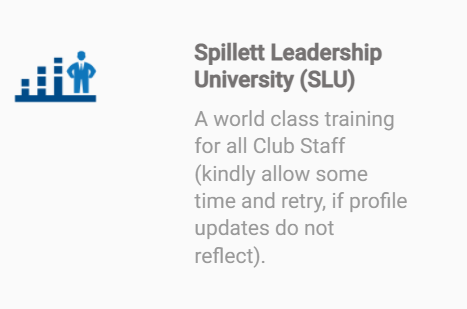 Spillett Leadership
University (SLU)
A world class training
for all Club Staff
(kindly allow some
time and retry, if profile
updates do not
reflect).